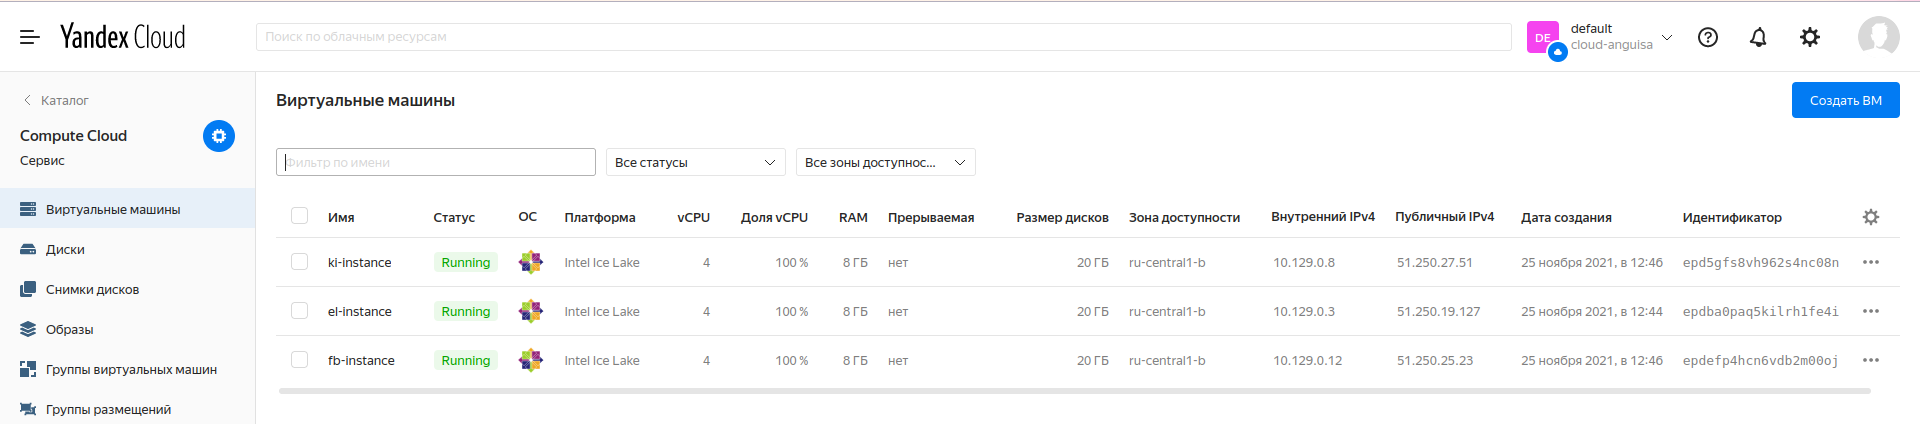 Yandex Cloud
Поиск по облачным ресурсам
DE
default
cloud-anguisa
Каталог
Compute Cloud
Сервис
Виртуальные машины
Диски
Снимки дисков
Образы
Группы виртуальных машин
Группы размещений
Виртуальные машины
Создать ВМ
Фильтр по имени
Все статусы
Все зоны доступнос...
Имя Статус ОС Платформа vCPU Доля vCPU RAM Прерываемая Размер дисков Зона доступности Внутренний IPv4 Публичный IPv4 Дата создания Идентификатор
ki-instance Running Intel Ice Lake 4 100 % 8 ГБ нет 20 ГБ ru-central1-b 10.129.0.8 51.250.27.51 25 ноября 2021, в 12:46 epd5gfs8vh962s4nc08n
el-instance Running Intel Ice Lake 4 100 % 8 ГБ нет 20 ГБ ru-central1-b 10.129.0.3 51.250.19.127 25 ноября 2021, в 12:44 epdba0paq5kilrh1fe4i
fb-instance Running Intel Ice Lake 4 100 % 8 ГБ нет 20 ГБ ru-central1-b 10.129.0.12 51.250.25.23 25 ноября 2021, в 12:46 epdefp4hcn6vdb2m00oj